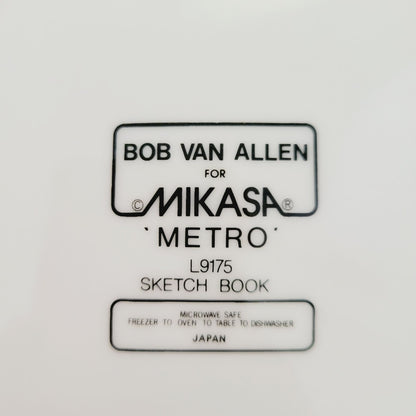 BOB VAN ALLEN
FOR
©MIKASA®
'METRO'
L9175
SKETCH BOOK
MICROWAVE SAFE
FREEZER TO OVEN TO TABLE TO DISHWASHER
JAPAN